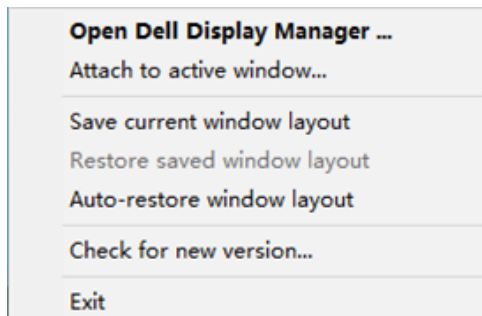 Open Dell Display Manager ...
Attach to active window...
Save current window layout
Restore saved window layout
Auto-restore window layout
Check for new version...
Exit